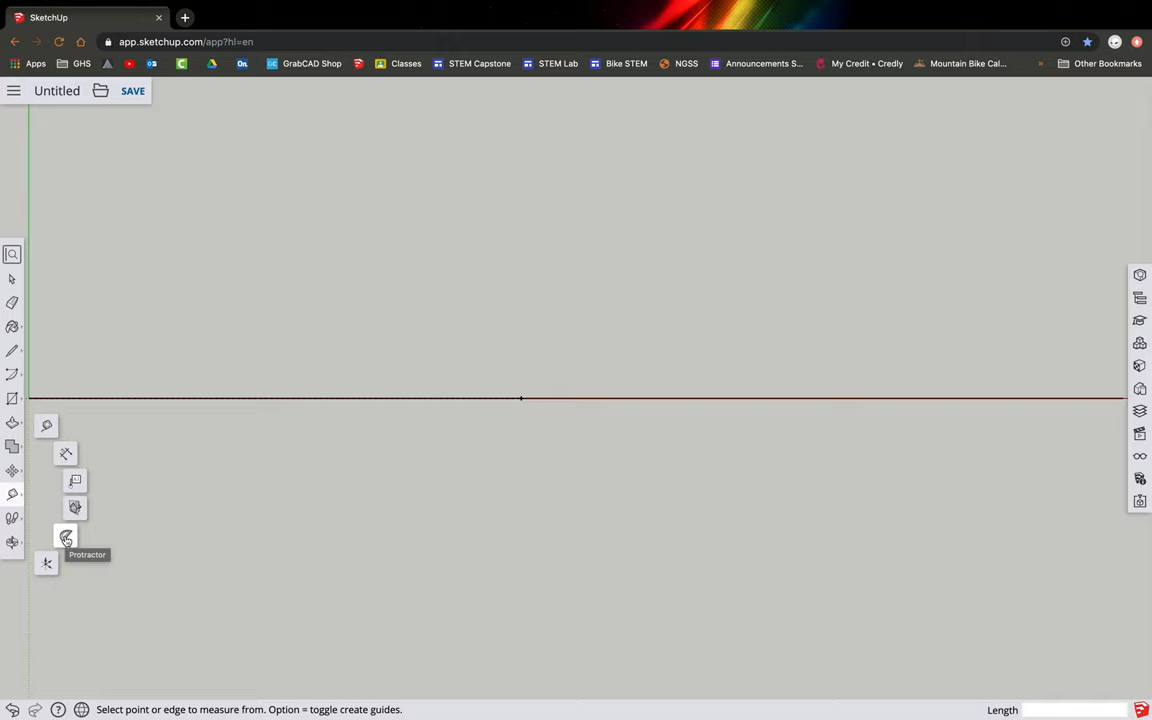 SketchUp
app.sketchup.com/app?hl=en
Apps GHS GrabCAD Shop Classes STEM Capstone STEM Lab Bike STEM NGSS Announcements S... My Credit • Credly Mountain Bike Cal... » Other Bookmarks
Untitled SAVE
Protractor
Select point or edge to measure from. Option = toggle create guides. Length